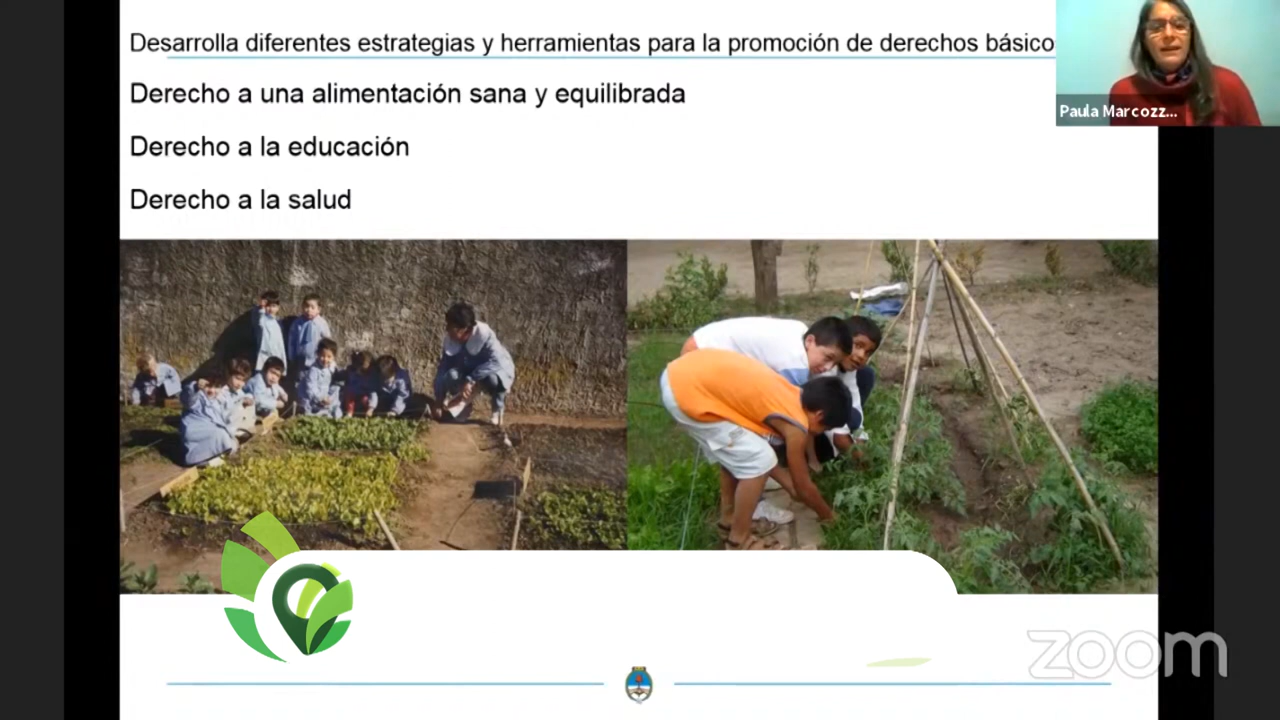 Desarrolla diferentes estrategias y herramientas para la promoción de derechos básico
Derecho a una alimentación sana y equilibrada
Derecho a la educación
Derecho a la salud
Paula Marcozz...
zoom